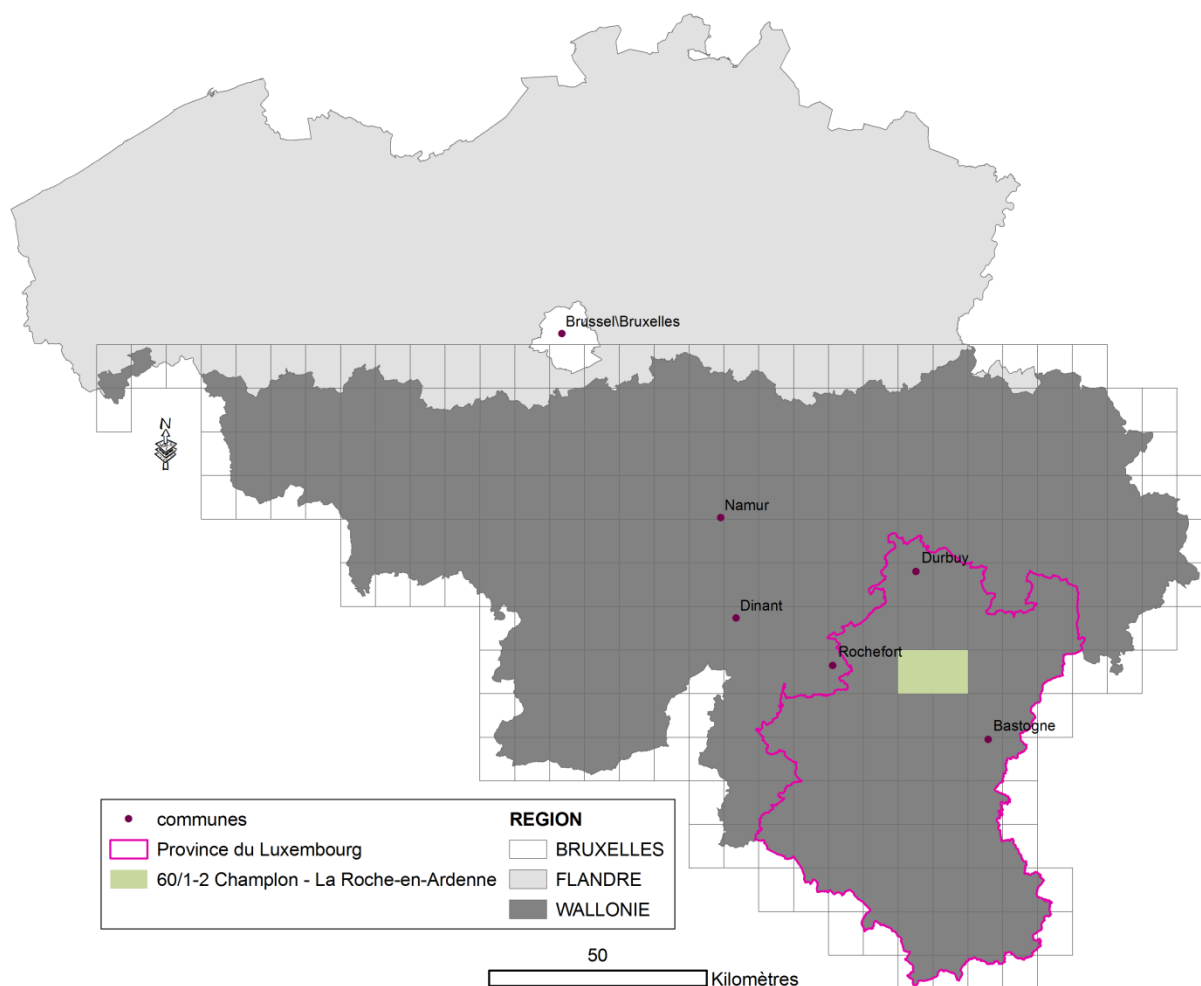 Brussel\Bruxelles
N
Namur
Durbuy
Dinant
Rochefort
Bastogne
communes
Province du Luxembourg
60/1-2 Champlon - La Roche-en-Ardenne
REGION
BRUXELLES
FLANDRE
WALLONIE
50
Kilomètres